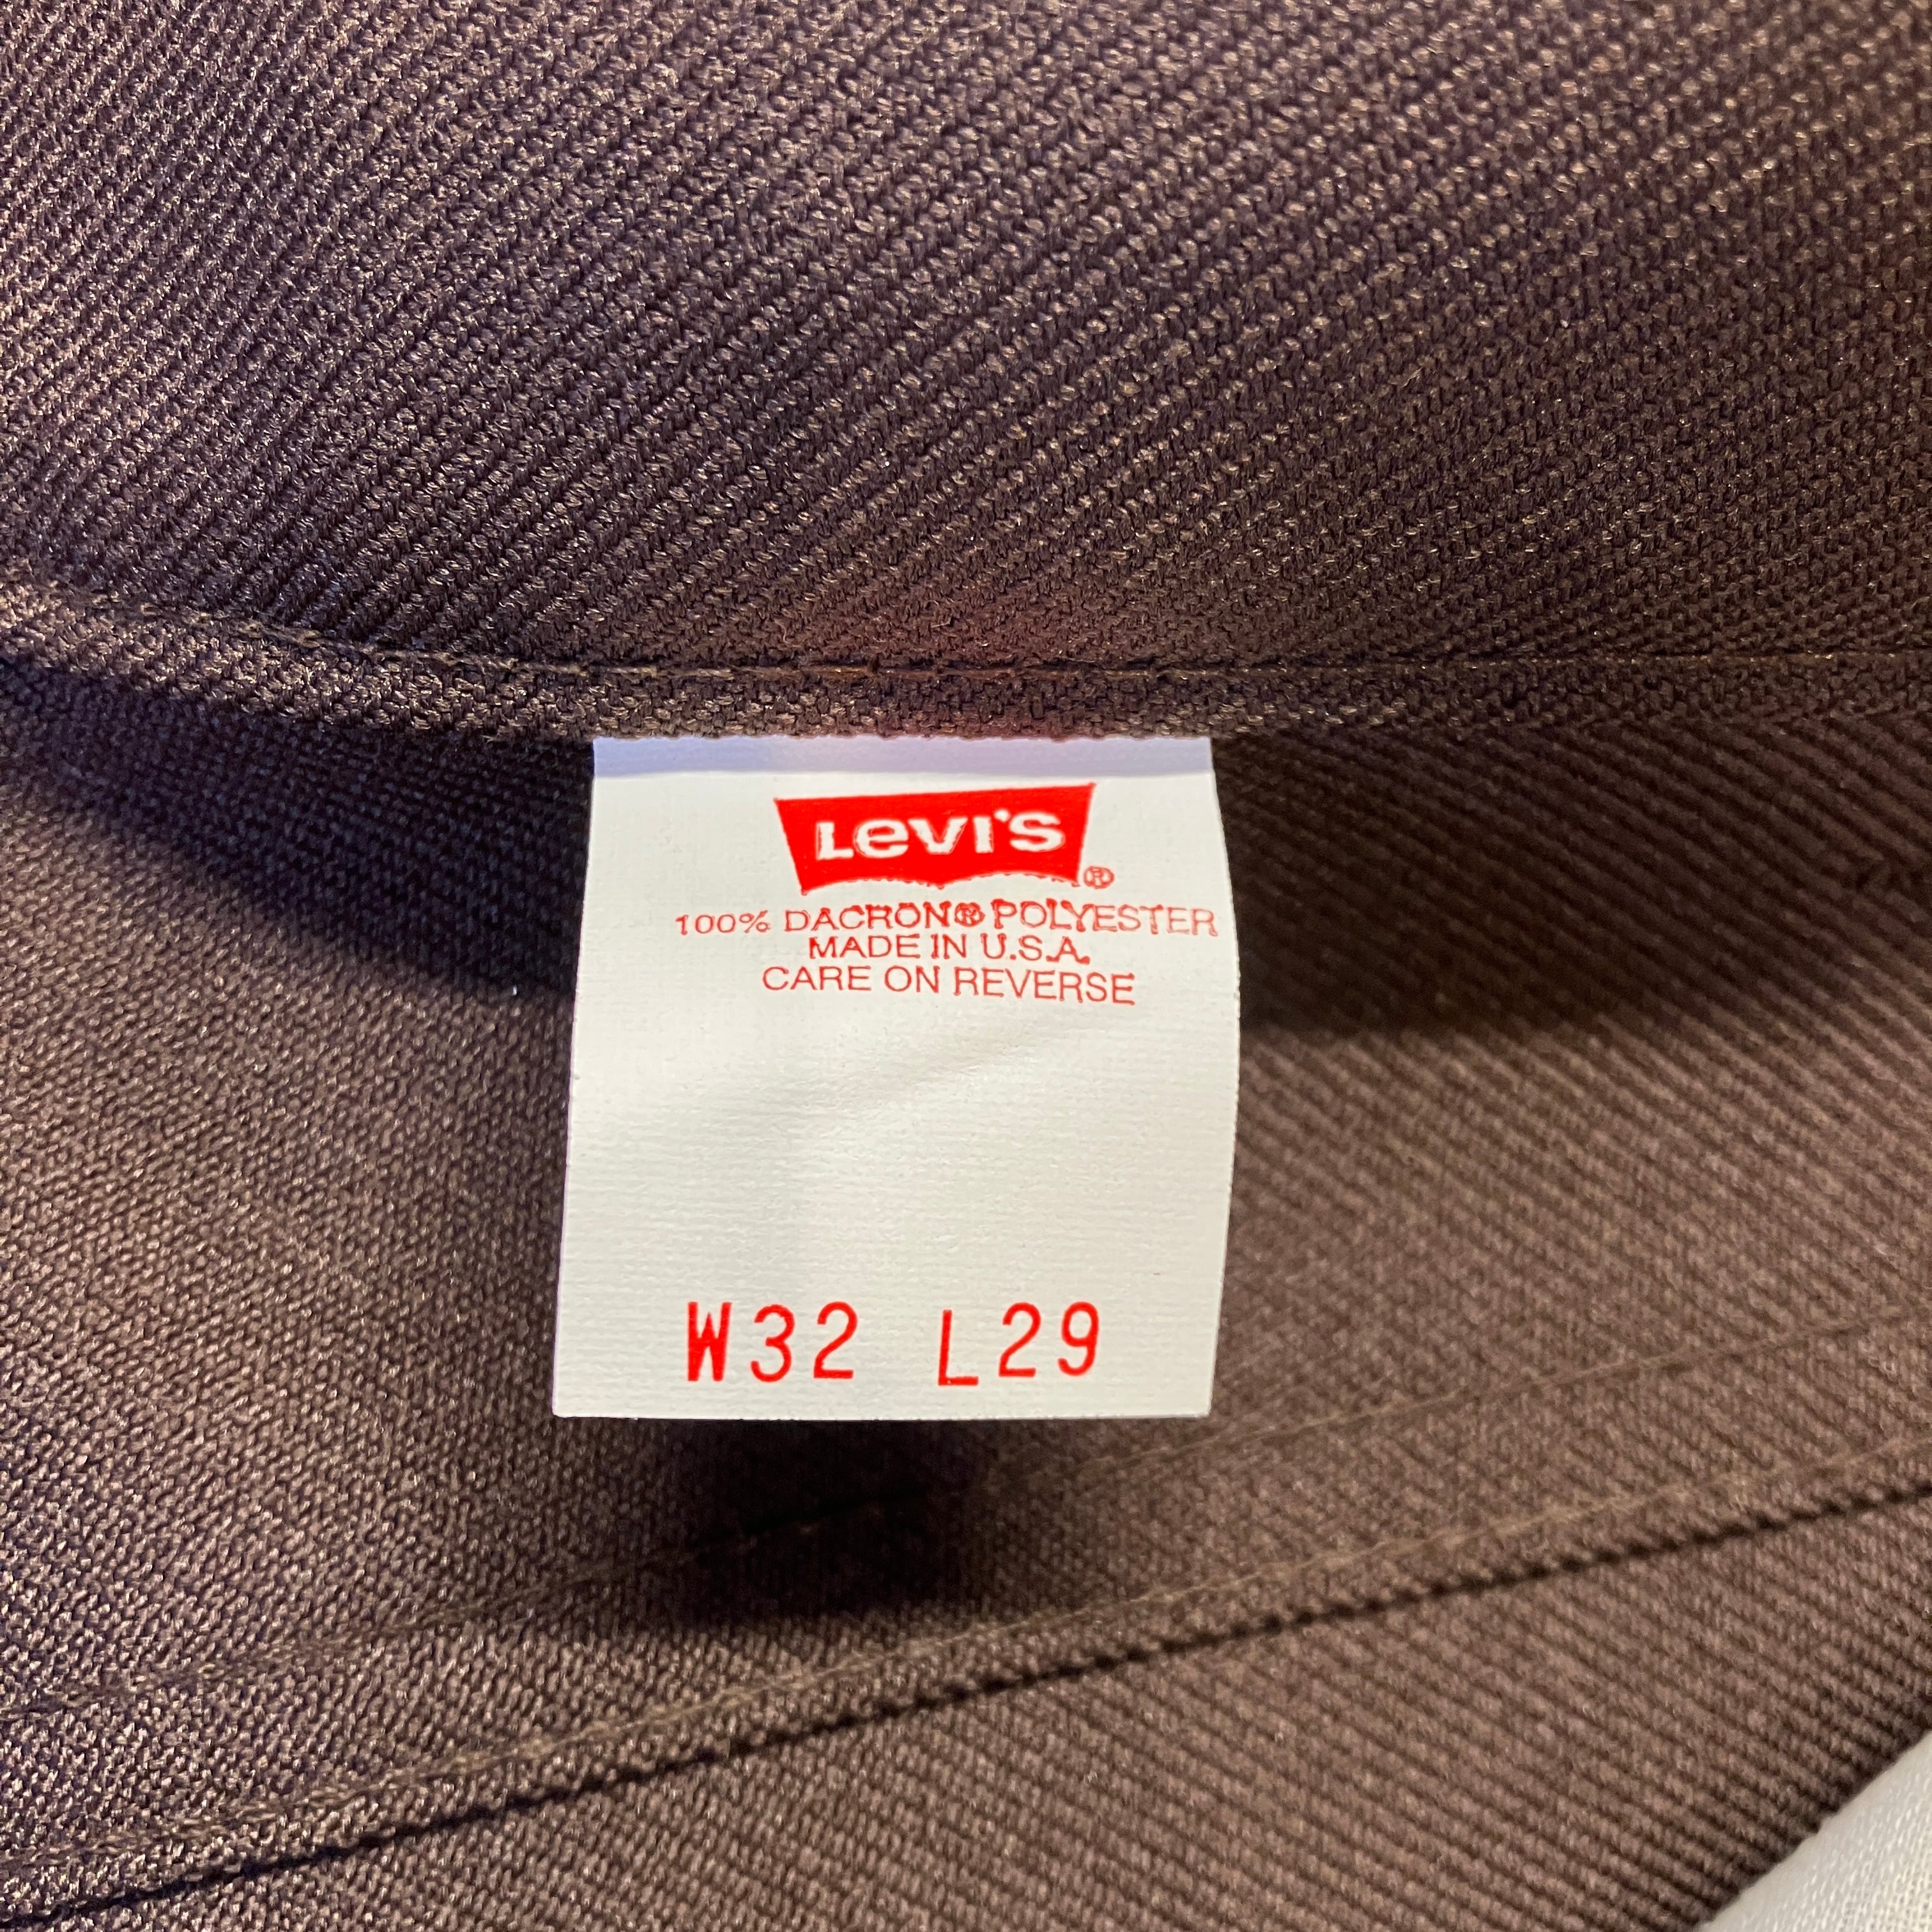 Levi's®
100% DACRON® POLYESTER
MADE IN U.S.A.
CARE ON REVERSE
W32 L29